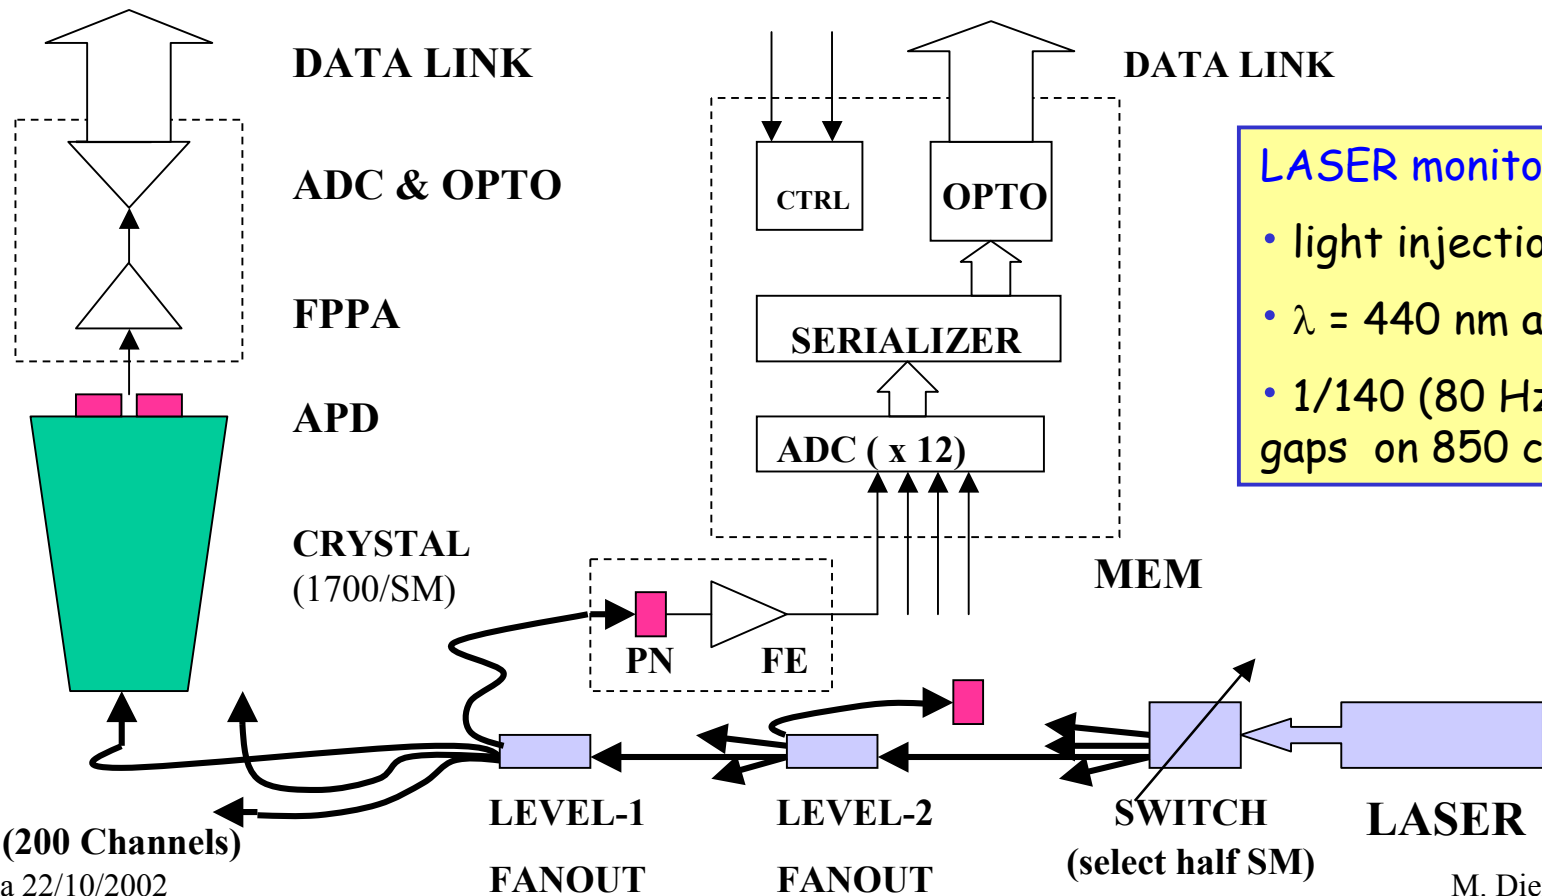 DATA LINK
DATA LINK
LASER monito
• light injectio
• λ = 440 nm a
• 1/140 (80 Hz
gaps on 850 c
ADC & OPTO
CTRL
OPTO
FPPA
SERIALIZER
APD
ADC ( x 12)
CRYSTAL
(1700/SM)
MEM
PN
FE
LEVEL-1
FANOUT
LEVEL-2
FANOUT
SWITCH
(select half SM)
LASER
(200 Channels)
a 22/10/2002
M. Die